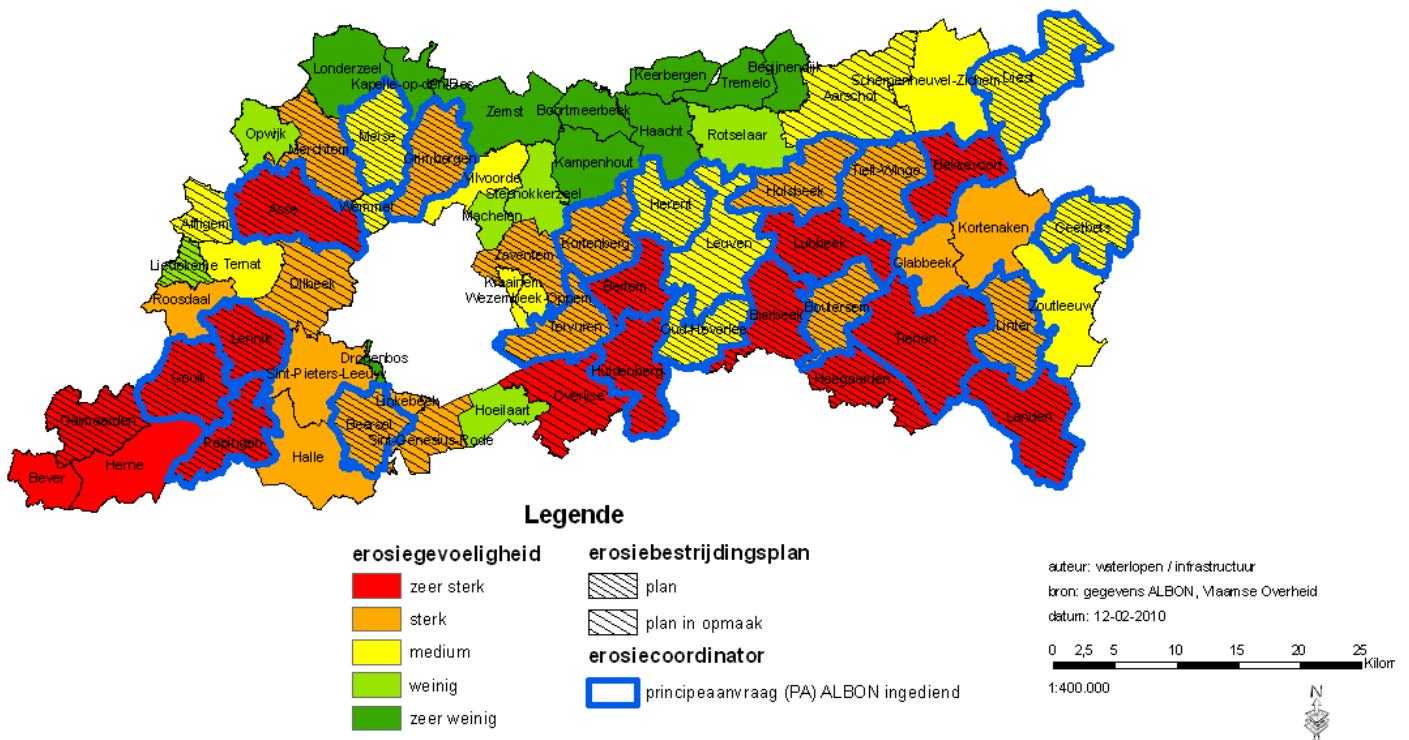 Londerzeel
Kapelle-op-den-Bos
Keerbergen
Begijnendijk
Tremelo
Scherpenheuvel-Zichem
Diest
Aarschot
Zemst
Boortmeerbeek
Haacht
Rotselaar
Opwijk
Merchtem
Meise
Grimbergen
Kampenhout
Vilvoorde
Steenokkerzeel
Machelen
Holsbeek
Tielt-Winge
Bekkevoort
Asse
Wemmel
Herent
Affligem
Kortenberg
Leuven
Lubbeek
Kortenaken
Geetbets
Liedekerke
Ternat
Zaventem
Glabbeek
Dilbeek
Kraainem
Wezembeek-Oppem
Bertem
Roosdaal
Bierbeek
Boutersem
Zoutleeuw
Tervuren
Oud-Heverlee
Tienen
Linter
Lennik
Drogenbos
Sint-Pieters-Leeuw
Gooik
Huldenberg
Hoegaarden
Overijse
Linkebeek
Hoeilaart
Landen
Galmaarden
Beersel
Sint-Genesius-Rode
Pepingen
Herne
Halle
Bever
Legende
erosiegevoeligheid
zeer sterk
sterk
medium
weinig
zeer weinig
erosiebestrijdingsplan
plan
plan in opmaak
erosiecoordinator
principeaanvraag (PA) ALBON ingediend
auteur: waterlopen / infrastructuur
bron: gegevens ALBON, Vlaamse Overheid
datum: 12-02-2010
0 2,5 5 10 15 20 25
Kilom
1:400.000
N